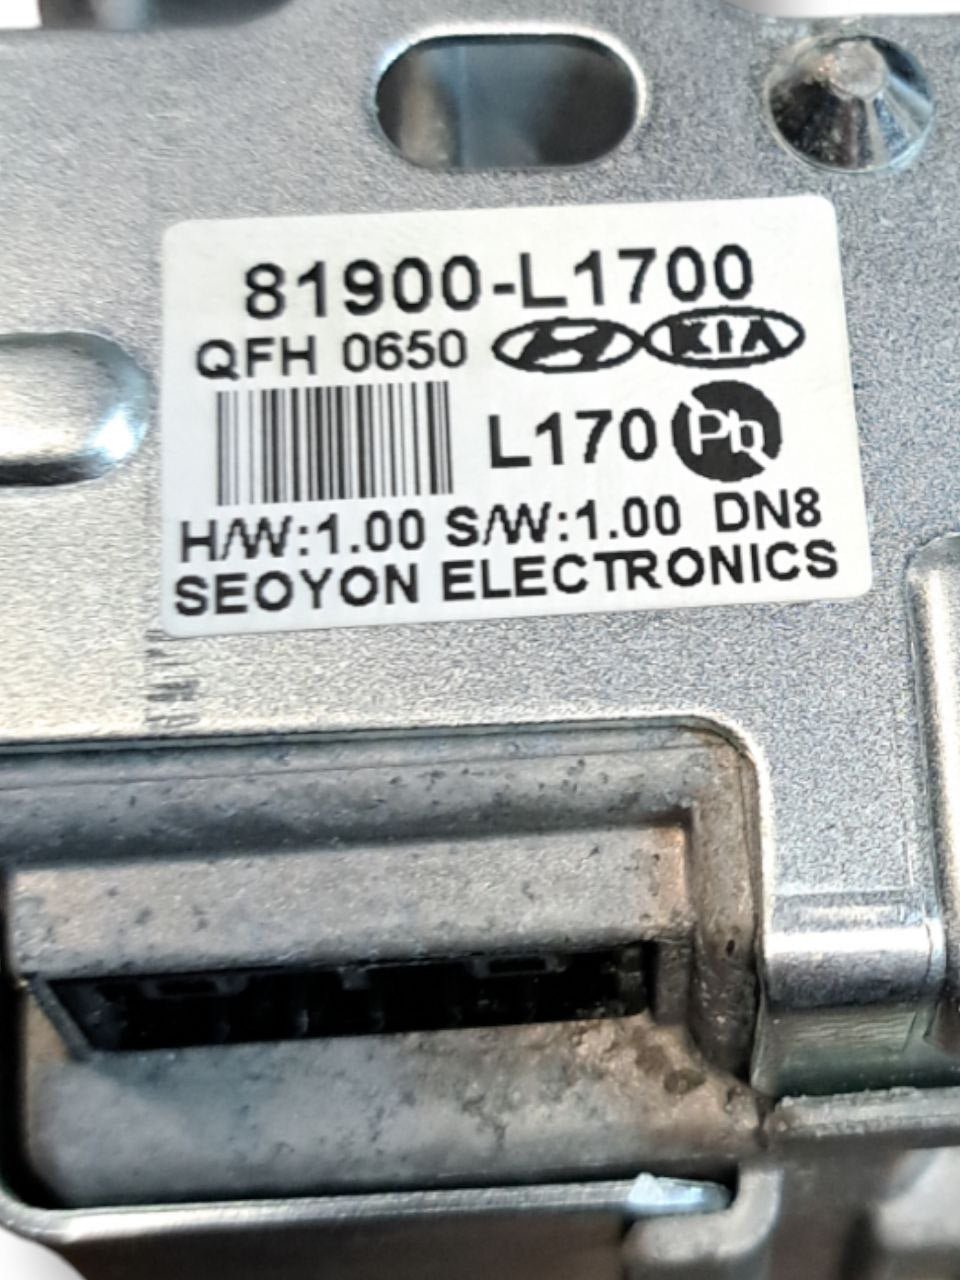 81900-L1700
QFH 0650 KIA
L170 Pb
H/W:1.00 S/W:1.00 DN8
SEOYON ELECTRONICS